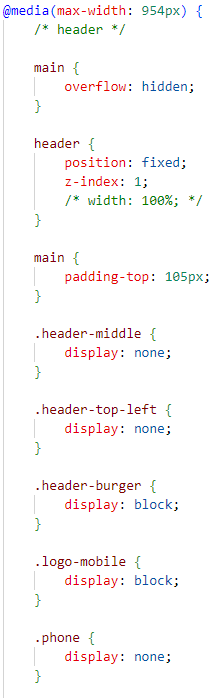 @media(max-width: 954px) {
/* header */
main {
overflow: hidden;
}
header {
position: fixed;
z-index: 1;
/* width: 100%; */
}
main {
padding-top: 105px;
}
.header-middle {
display: none;
}
.header-top-left {
display: none;
}
.header-burger {
display: block;
}
.logo-mobile {
display: block;
}
.phone {
display: none;
}